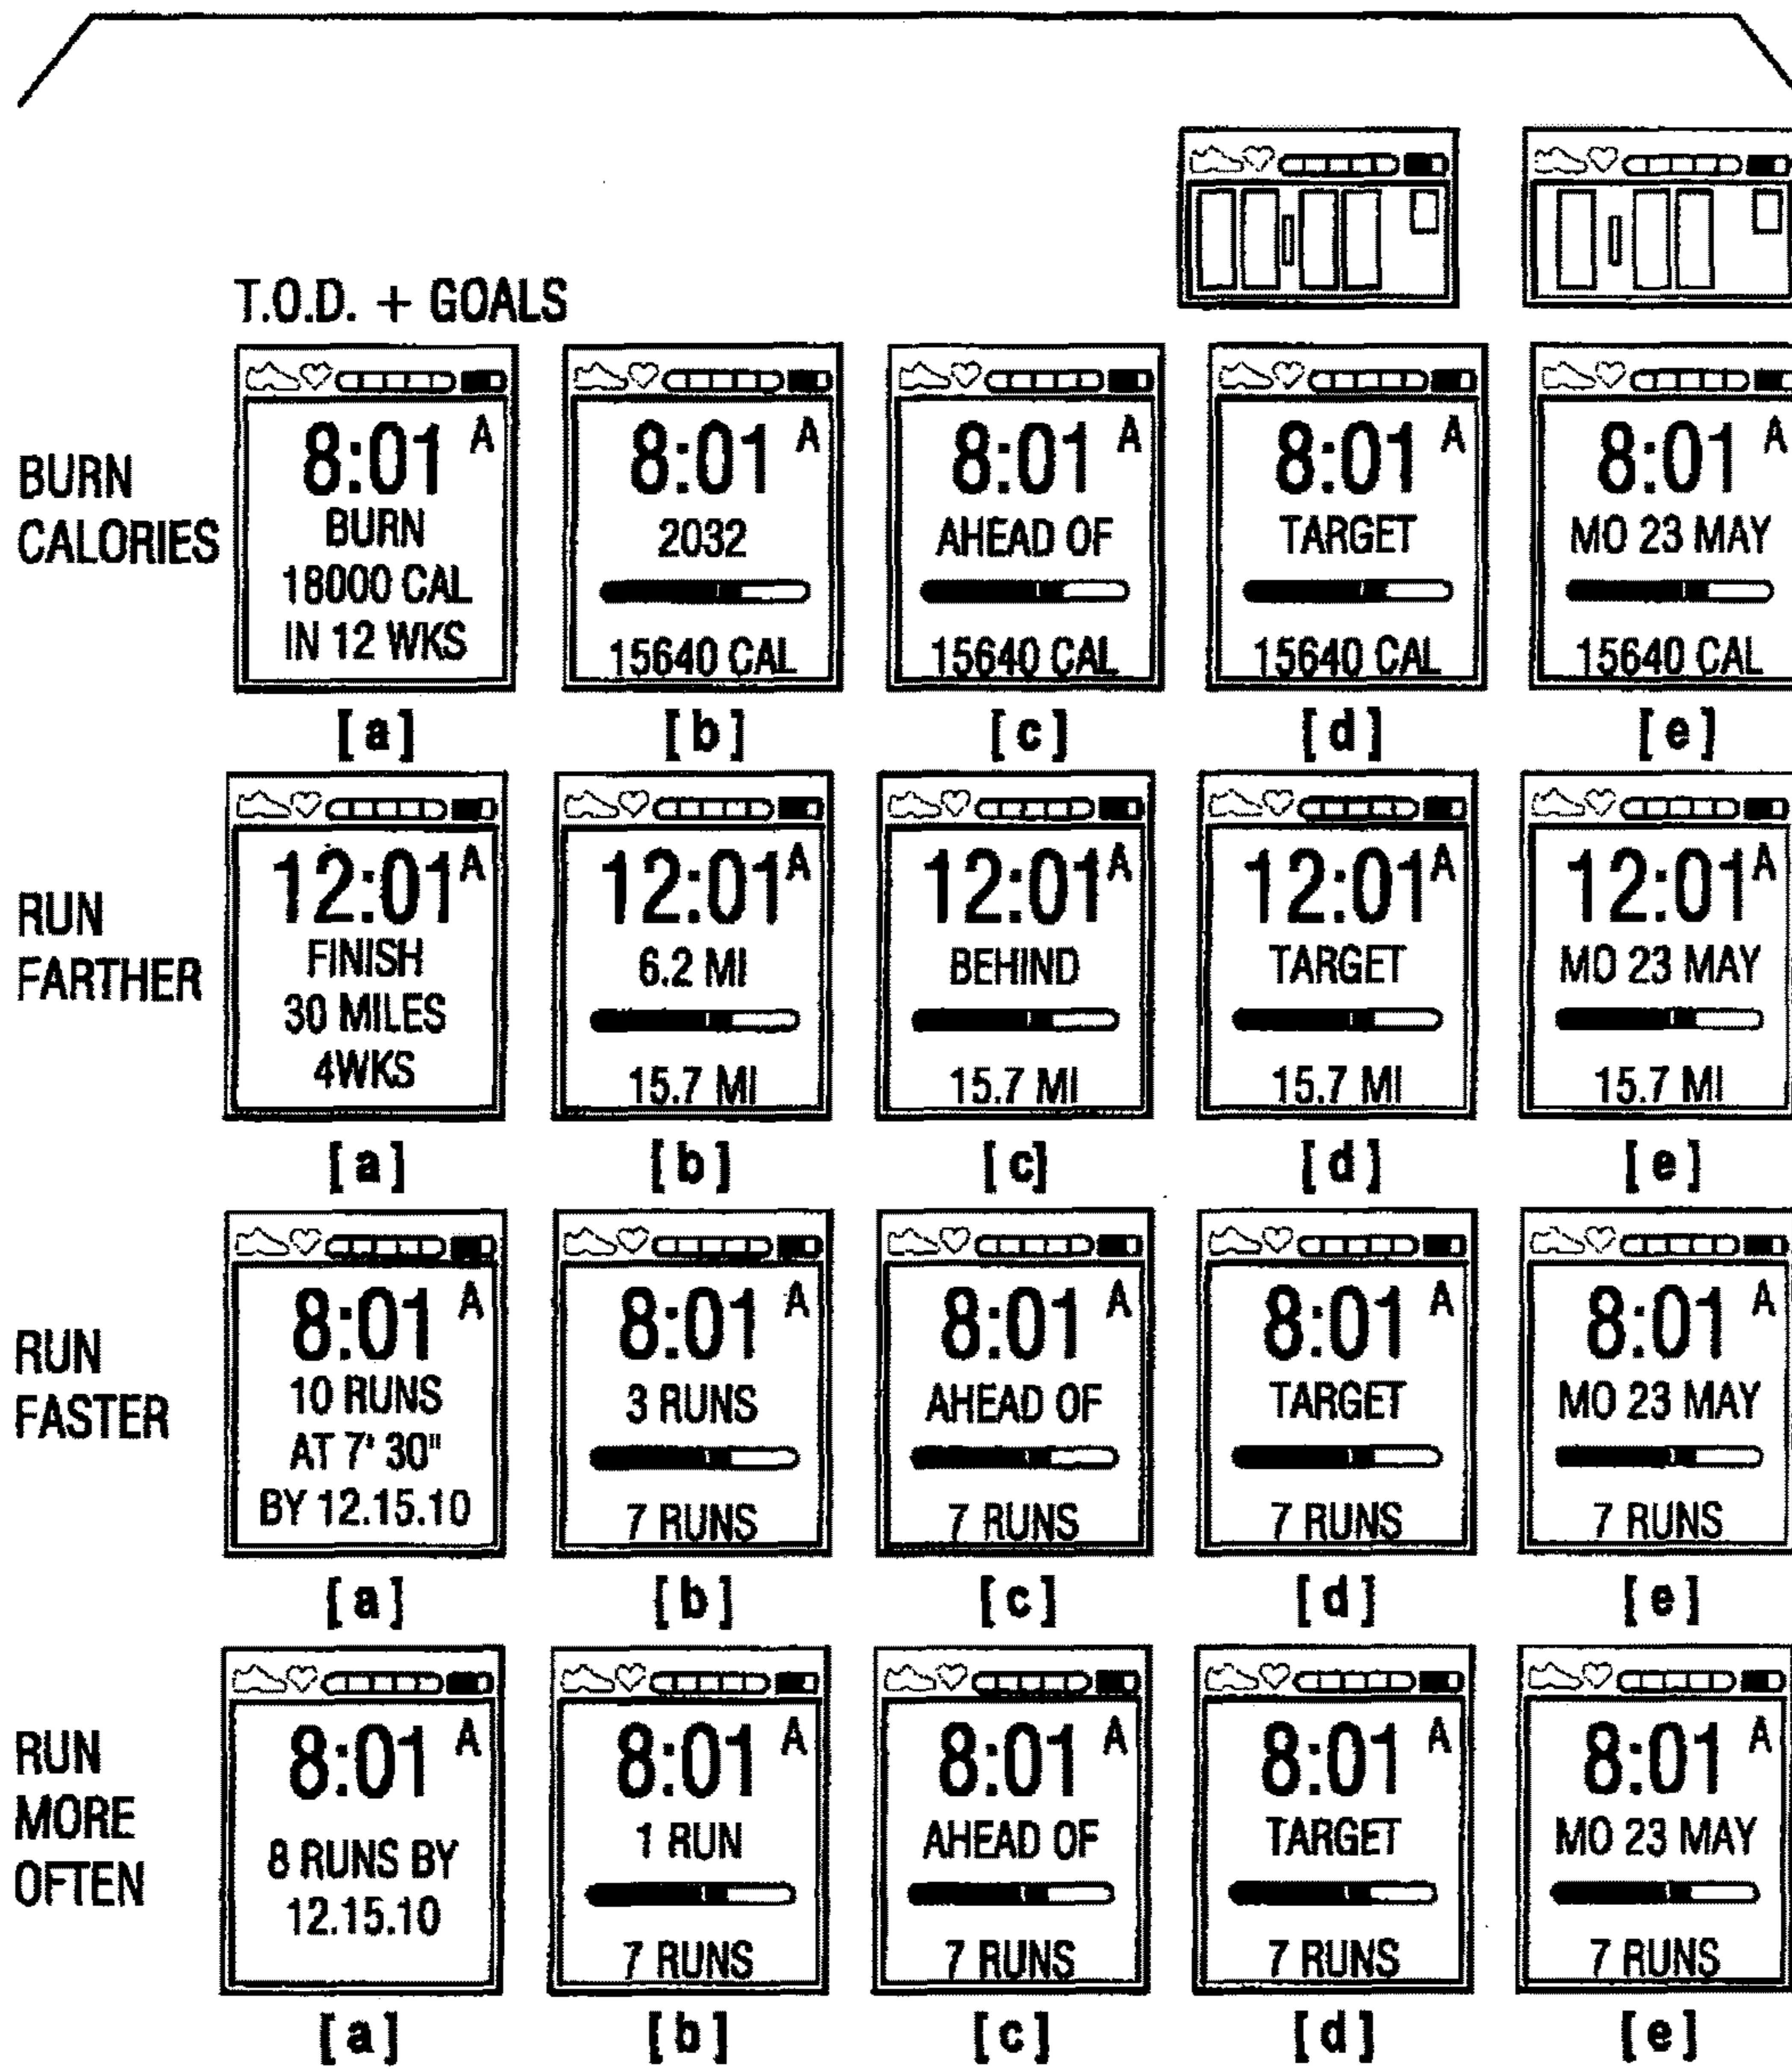 T.O.D. + GOALS
BURN
CALORIES
8:01 A
BURN
18000 CAL
IN 12 WKS
[a]
8:01 A
2032
15640 CAL
[b]
8:01 A
AHEAD OF
15640 CAL
[c]
8:01 A
TARGET
15640 CAL
[d]
8:01 A
MO 23 MAY
15640 CAL
[e]
RUN
FARTHER
12:01 A
FINISH
30 MILES
4WKS
[a]
12:01 A
6.2 MI
15.7 MI
[b]
12:01 A
BEHIND
15.7 MI
[c]
12:01 A
TARGET
15.7 MI
[d]
12:01 A
MO 23 MAY
15.7 MI
[e]
RUN
FASTER
8:01 A
10 RUNS
AT 7' 30"
BY 12.15.10
[a]
8:01 A
3 RUNS
7 RUNS
[b]
8:01 A
AHEAD OF
7 RUNS
[c]
8:01 A
TARGET
7 RUNS
[d]
8:01 A
MO 23 MAY
7 RUNS
[e]
RUN
MORE
OFTEN
8:01 A
8 RUNS BY
12.15.10
[a]
8:01 A
1 RUN
7 RUNS
[b]
8:01 A
AHEAD OF
7 RUNS
[c]
8:01 A
TARGET
7 RUNS
[d]
8:01 A
MO 23 MAY
7 RUNS
[e]